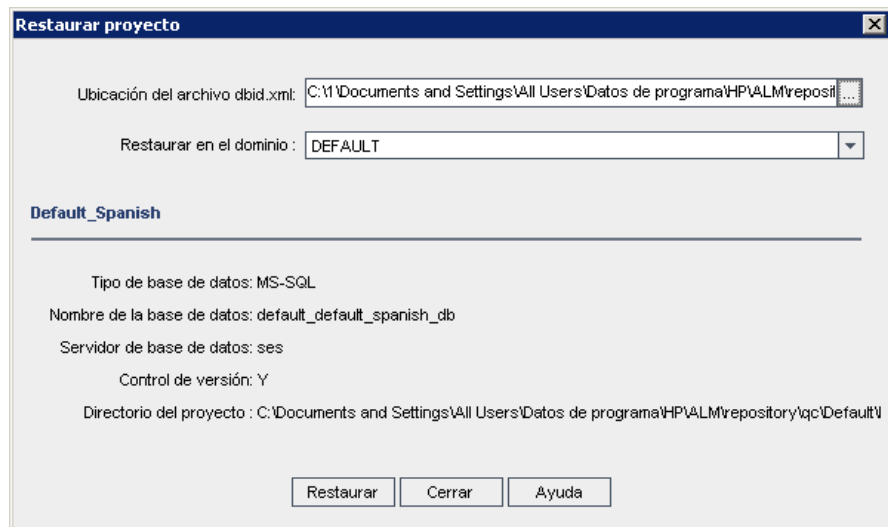 Restaurar proyecto
Ubicación del archivo dbid.xml: C:\1\Documents and Settings\All Users\Datos de programa\HP\ALM\reposit ...
Restaurar en el dominio : DEFAULT
Default_Spanish
Tipo de base de datos: MS-SQL
Nombre de la base de datos: default_default_spanish_db
Servidor de base de datos: ses
Control de versión: Y
Directorio del proyecto : C:\Documents and Settings\All Users\Datos de programa\HP\ALM\repository\qc\Default\
Restaurar Cerrar Ayuda